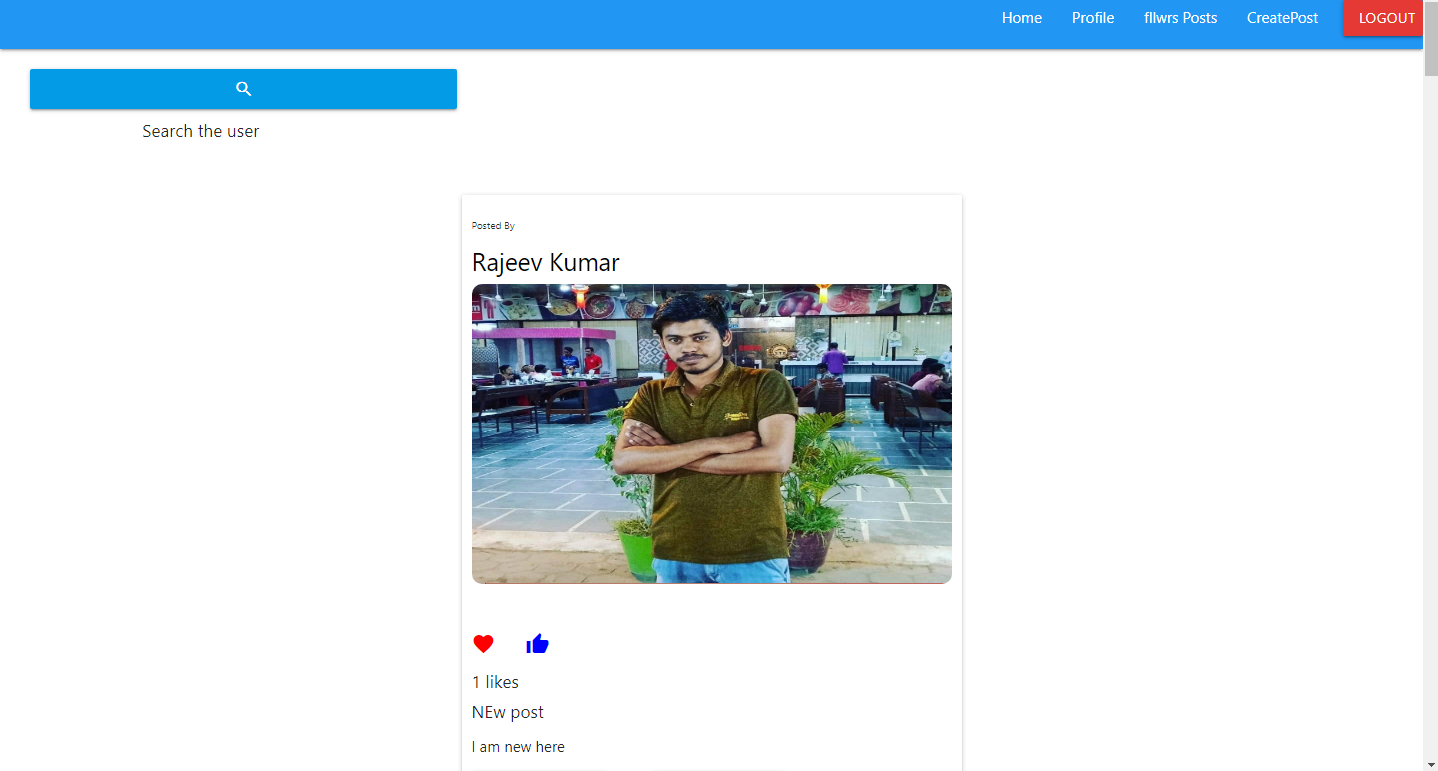 Home Profile fllwrs Posts CreatePost LOGOUT
Search the user
Posted By
Rajeev Kumar
1 likes
NEw post
I am new here